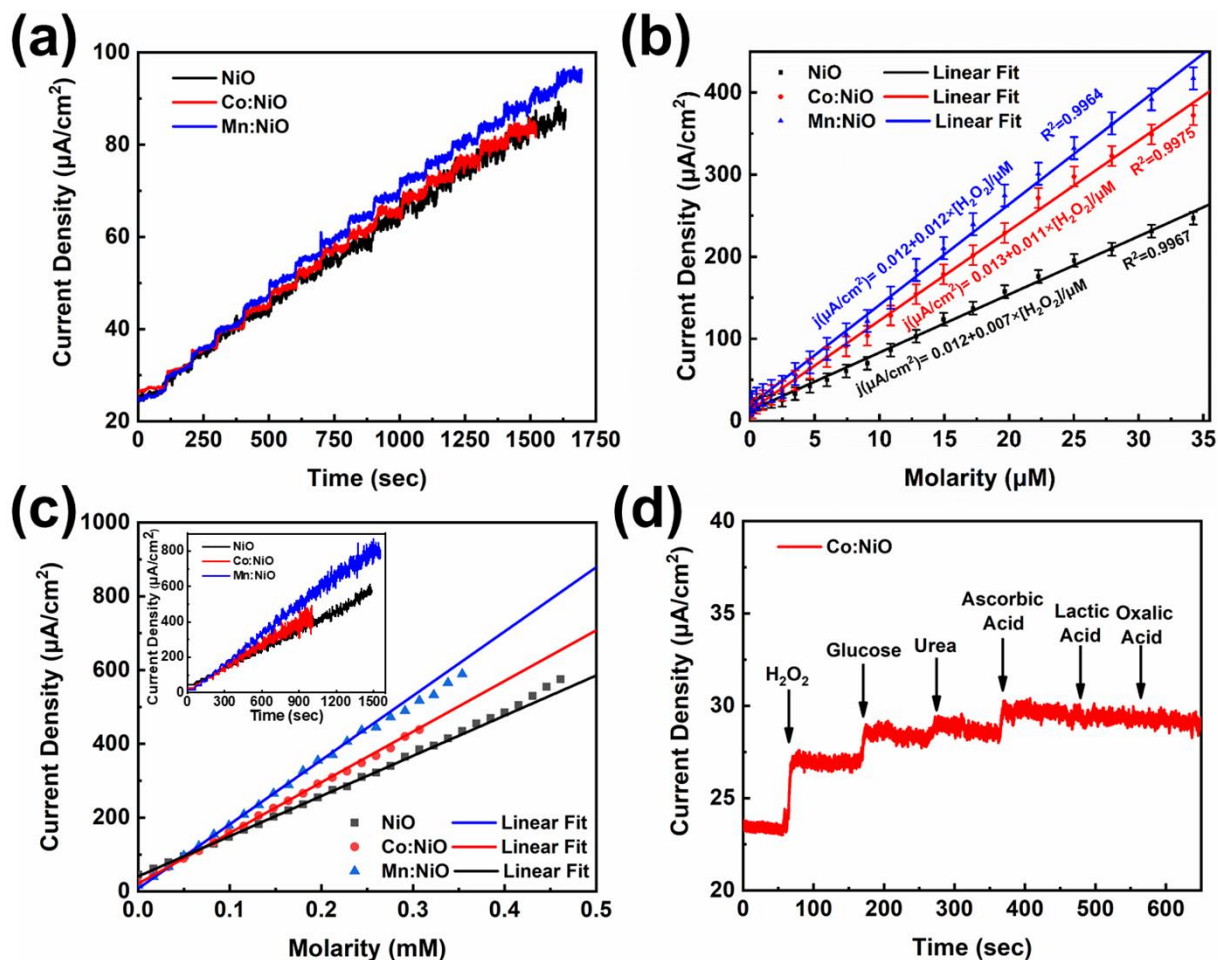 (a)
100
80
60
40
20
Current Density (µA/cm²)
NiO
Co:NiO
Mn:NiO
0 250 500 750 1000 1250 1500 1750
Time (sec)
(b)
400
300
200
100
0
Current Density (µA/cm²)
NiO Linear Fit
Co:NiO Linear Fit
Mn:NiO Linear Fit
R²=0.9964
R²=0.9975
R²=0.9967
j(µA/cm²)= 0.012+0.012×[H₂O₂]/µM
j(µA/cm²)= 0.013+0.011×[H₂O₂]/µM
j(µA/cm²)= 0.012+0.007×[H₂O₂]/µM
0 5 10 15 20 25 30 35
Molarity (µM)
(c)
1000
800
600
400
200
0
Current Density (µA/cm²)
800
600
400
200
0
Current Density (µA/cm²)
NiO
Co:NiO
Mn:NiO
0 300 600 900 1200 1500
Time (sec)
NiO Linear Fit
Co:NiO Linear Fit
Mn:NiO Linear Fit
0.0 0.1 0.2 0.3 0.4 0.5
Molarity (mM)
(d)
40
35
30
25
20
Current Density (µA/cm²)
Co:NiO
H₂O₂
Glucose
Urea
Ascorbic
Acid
Lactic
Acid
Oxalic
Acid
0 100 200 300 400 500 600
Time (sec)